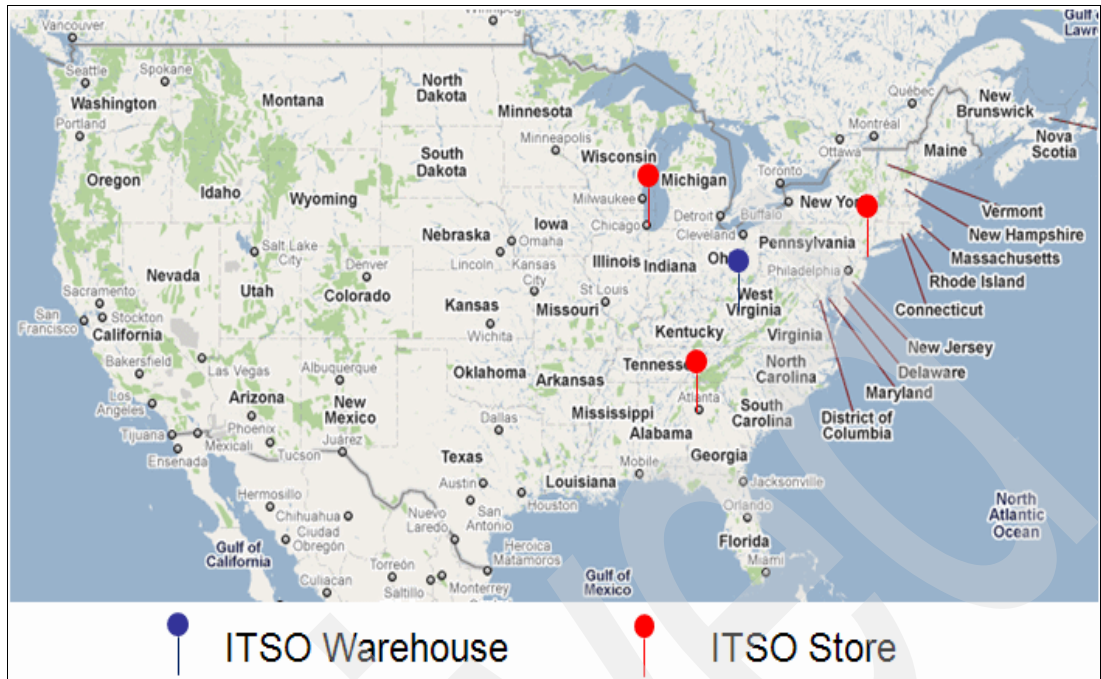 Vancouver
Gulf
Lawr
Seattle
Spokane
Washington
Montana
North
Dakota
Minnesota
Québec
New
Brunswick
Portland
Minneapolis
Montréal
Nova
Scotia
Ottawa
Maine
South
Dakota
Wisconsin
Michigan
Toronto
Oregon
Idaho
Wyoming
Milwaukee
New Yo
Vermont
Iowa
Detroit
Buffalo
New Hampshire
Nebraska
Omaha
Chicago
Cleveland
Pennsylvania
Massachusetts
Salt Lake
City
Lincoln
Kansas
City
Illinois
Indiana
Oh
Philadelphia
Rhode Island
Nevada
Utah
Denver
Colorado
St Louis
West
Virginia
Connecticut
Sacramento
San
Francisco
Stockton
California
Kansas
Missouri
Wichita
Kentucky
Virginia
New Jersey
Bakersfield
Las Vegas
Albuquerque
Oklahoma
Arkansas
Tennesse
North
Carolina
Delaware
Maryland
Los
Angeles
Arizona
New
Mexico
Dallas
Mississippi
Atlanta
South
Carolina
District of
Columbia
Tijuana
Phoenix
Mexicali
Tucson
Juárez
Alabama
Georgia
Ensenada
Texas
Mobile
Austin
Louisiana
Jacksonville
Hermosillo
Chihuahua
San
Antonio
Houston
Orlando
North
Atlantic
Ocean
Ciudad
Obregón
Nuevo
Laredo
Florida
Gulf of
California
Heroica
Matamoros
Miami
Torreón
Gulf of
Mexico
Culiacan
Saltillo
Monterrey
ITSO Warehouse
ITSO Store